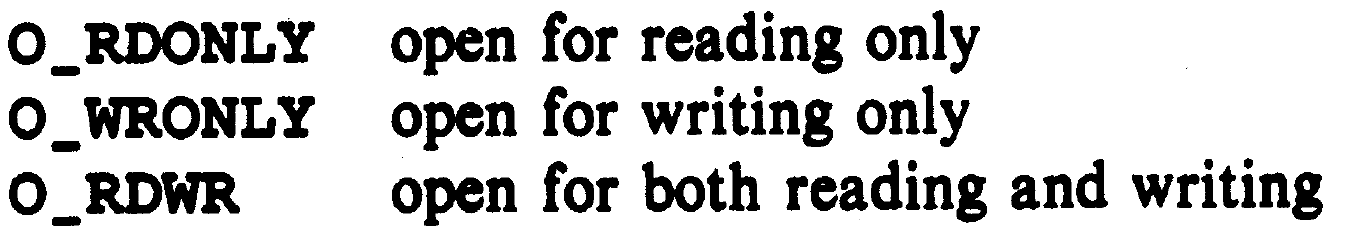 O_RDONLY open for reading only
O_WRONLY open for writing only
O_RDWR open for both reading and writing